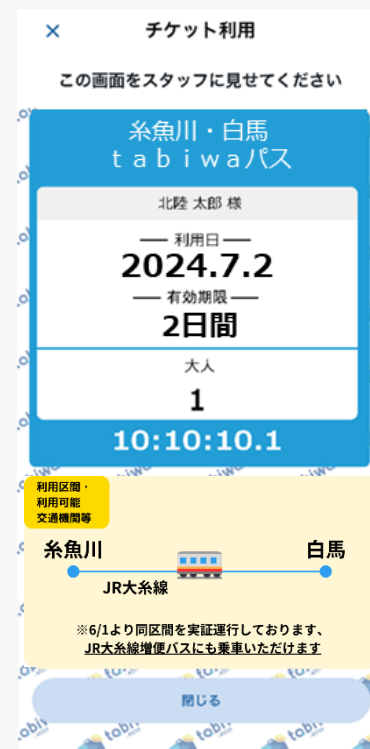 ×
チケット利用
この画面をスタッフに見せてください
糸魚川・白馬
ｔａｂｉｗａパス
北陸 太郎 様
利用日
2024.7.2
有効期限
2日間
大人
1
10:10:10.1
利用区間・
利用可能
交通機関等
糸魚川 白馬
JR大糸線
※6/1より同区間を実証運行しております、
JR大糸線増便バスにも乗車いただけます
閉じる